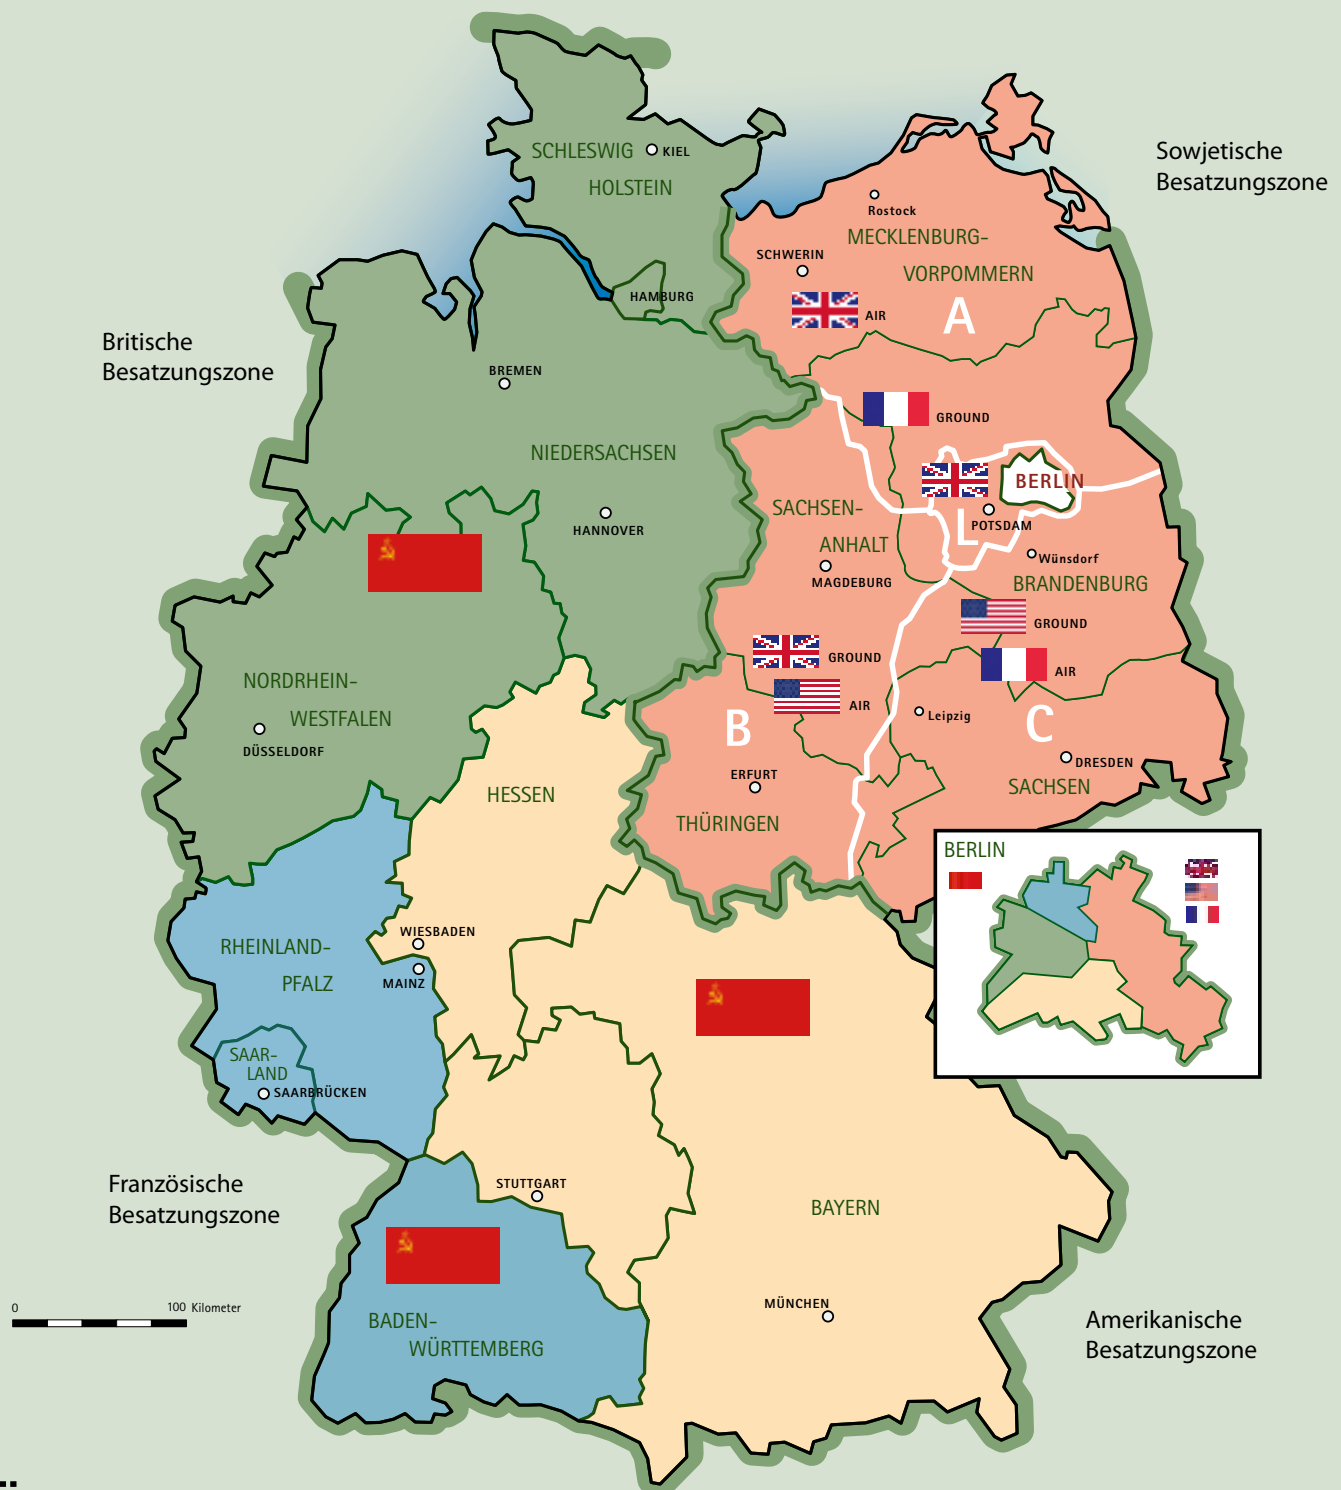 Sowjetische
Besatzungszone
SCHLESWIG
KIEL
HOLSTEIN
Rostock
MECKLENBURG-
SCHWERIN
VORPOMMERN
HAMBURG
AIR
A
Britische
Besatzungszone
BREMEN
GROUND
NIEDERSACHSEN
BERLIN
SACHSEN-
HANNOVER
L
POTSDAM
ANHALT
Wünsdorf
MAGDEBURG
BRANDENBURG
GROUND
GROUND
AIR
NORDRHEIN-
WESTFALEN
AIR
B
Leipzig
C
DÜSSELDORF
DRESDEN
ERFURT
HESSEN
SACHSEN
THÜRINGEN
BERLIN
WIESBADEN
RHEINLAND-
PFALZ
MAINZ
SAAR-
LAND
SAARBRÜCKEN
Französische
Besatzungszone
STUTTGART
BAYERN
0
100 Kilometer
MÜNCHEN
BADEN-
WÜRTTEMBERG
Amerikanische
Besatzungszone